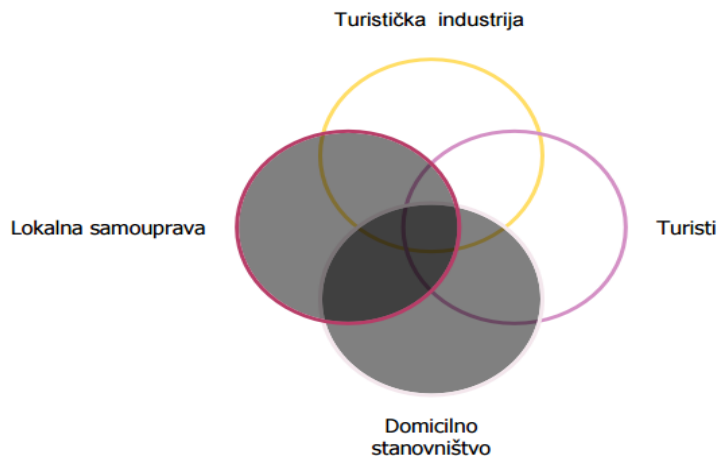 Turistička industrija
Lokalna samouprava
Turisti
Domicilno
stanovništvo